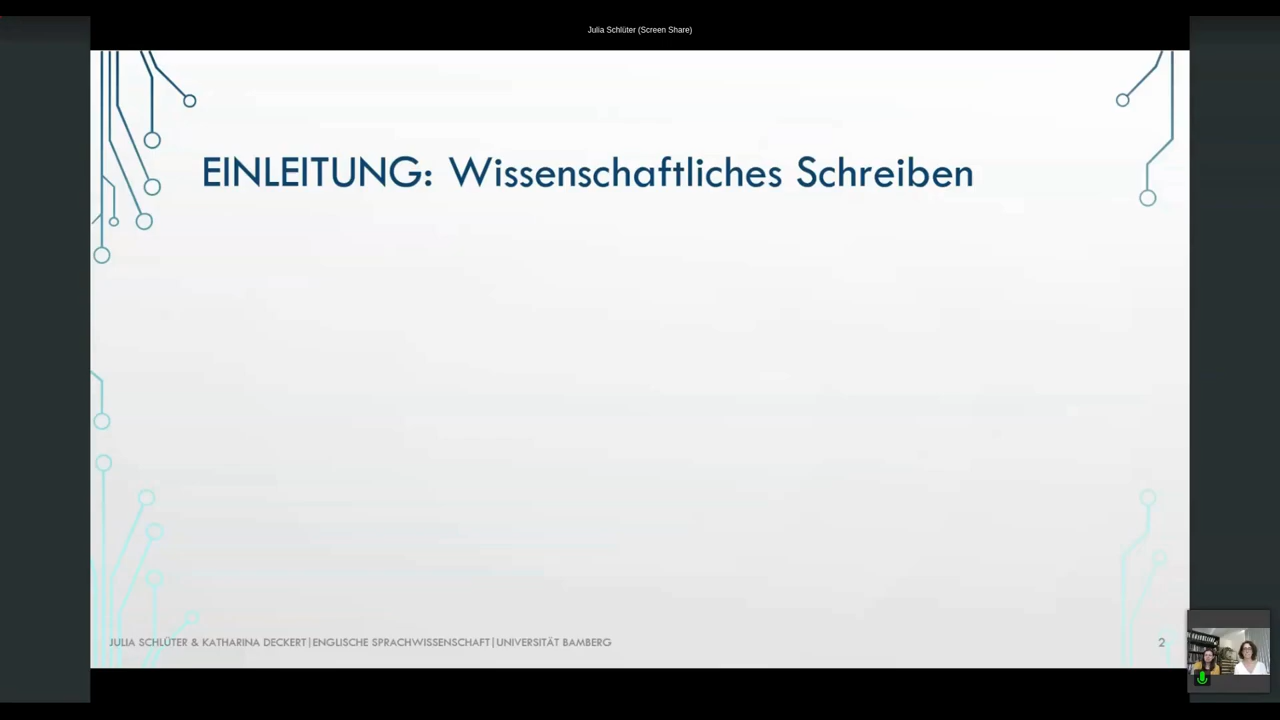 Julia Schlüter (Screen Share)
EINLEITUNG: Wissenschaftliches Schreiben
JULIA SCHLÜTER & KATHARINA DECKERT|ENGLISCHE SPRACHWISSENSCHAFT|UNIVERSITÄT BAMBERG
2